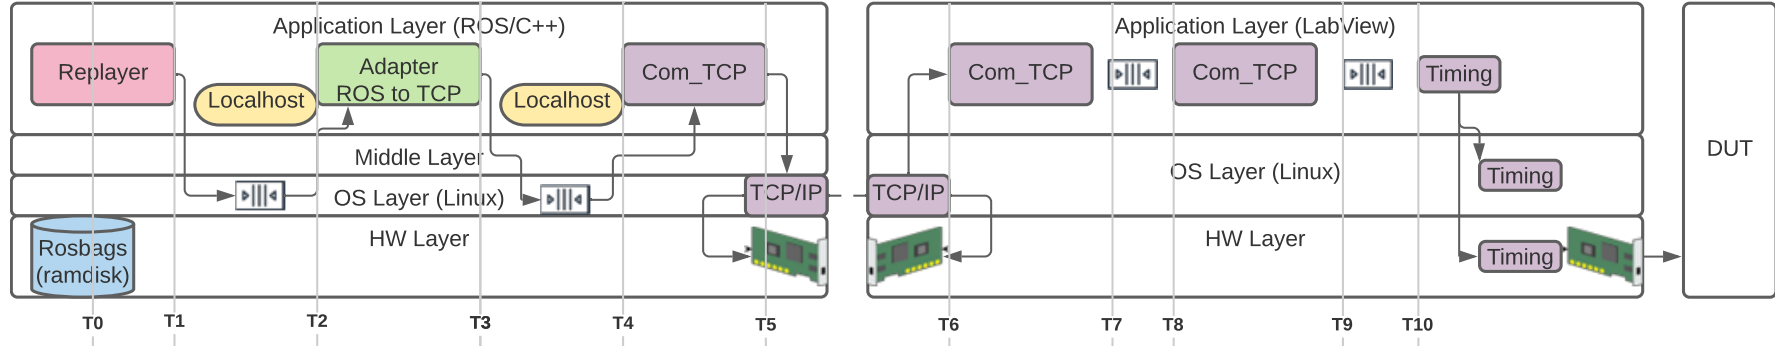 Application Layer (ROS/C++)
Replayer
Localhost
Adapter
ROS to TCP
Localhost
Com_TCP
Middle Layer
OS Layer (Linux)
TCP/IP
HW Layer
Rosbags
(ramdisk)
Application Layer (LabView)
Com_TCP
Com_TCP
Timing
TCP/IP
OS Layer (Linux)
Timing
HW Layer
Timing
DUT
T0
T1
T2
T3
T4
T5
T6
T7
T8
T9
T10